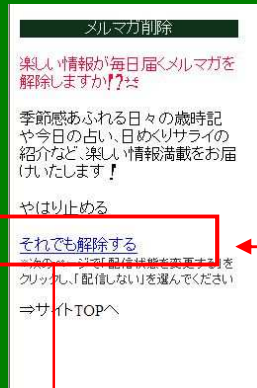 メルマガ削除
楽しい情報が毎日届くメルマガを
解除しますか!?
季節感あふれる日々の歳時記
や今日の占い、日めくりサライの
紹介など、楽しい情報満載をお届
けいたします!
やはり止める
それでも解除する
※次のページで「配信状態を変更する」を
クリックし、「配信しない」を選んでください
⇒サイトTOPへ